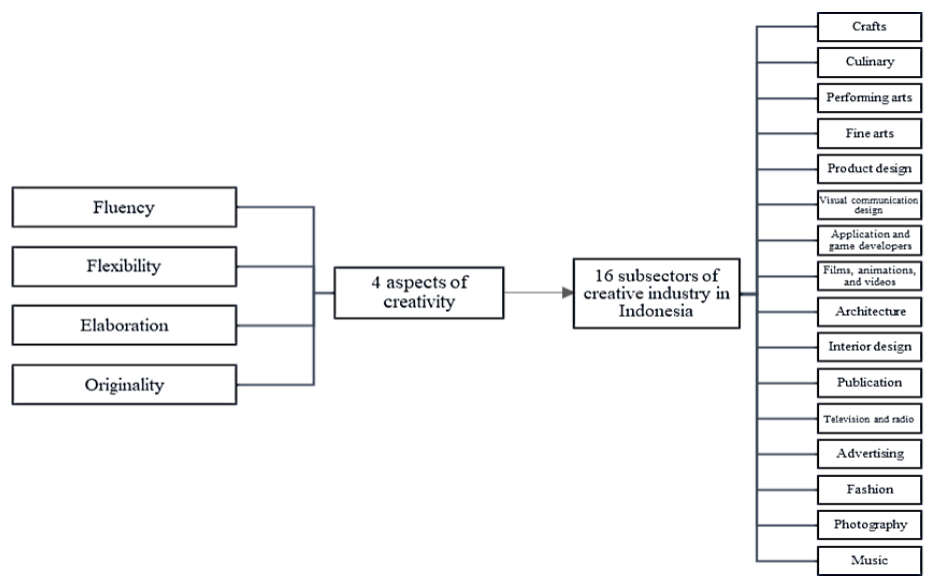 Fluency
Flexibility
Elaboration
Originality
4 aspects of
creativity
16 subsectors of
creative industry in
Indonesia
Crafts
Culinary
Performing arts
Fine arts
Product design
Visual communication
design
Application and
game developers
Films, animations,
and videos
Architecture
Interior design
Publication
Television and radio
Advertising
Fashion
Photography
Music